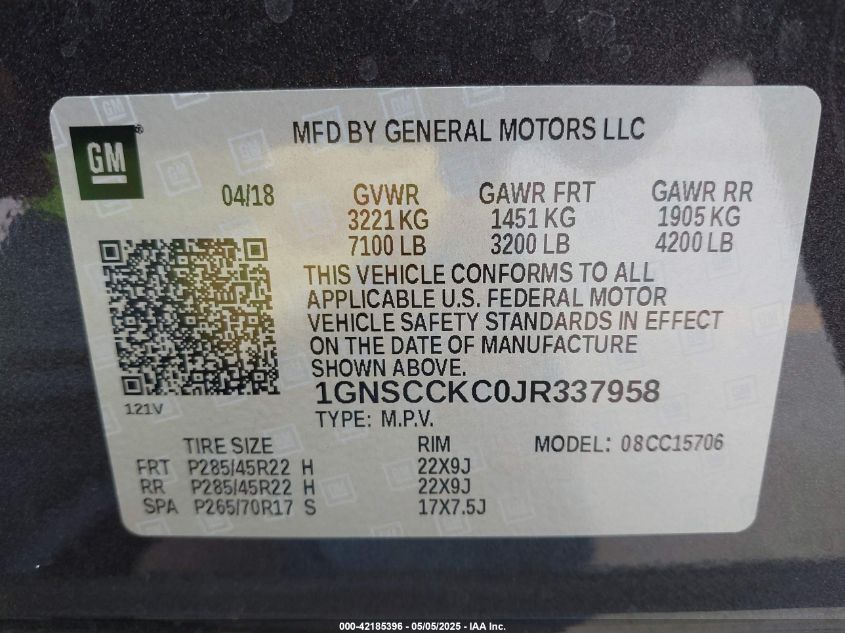 GM
MFD BY GENERAL MOTORS LLC
04/18 GVWR GAWR FRT GAWR RR
3221 KG 1451 KG 1905 KG
7100 LB 3200 LB 4200 LB
THIS VEHICLE CONFORMS TO ALL
APPLICABLE U.S. FEDERAL MOTOR
VEHICLE SAFETY STANDARDS IN EFFECT
ON THE DATE OF MANUFACTURE
SHOWN ABOVE.
121V
1GNSCCKC0JR337958
TYPE: M.P.V.
TIRE SIZE RIM MODEL: 08CC15706
FRT P285/45R22 H 22X9J
RR P285/45R22 H 22X9J
SPA P265/70R17 S 17X7.5J
000-42185396 - 05/05/2025 - IAA Inc.